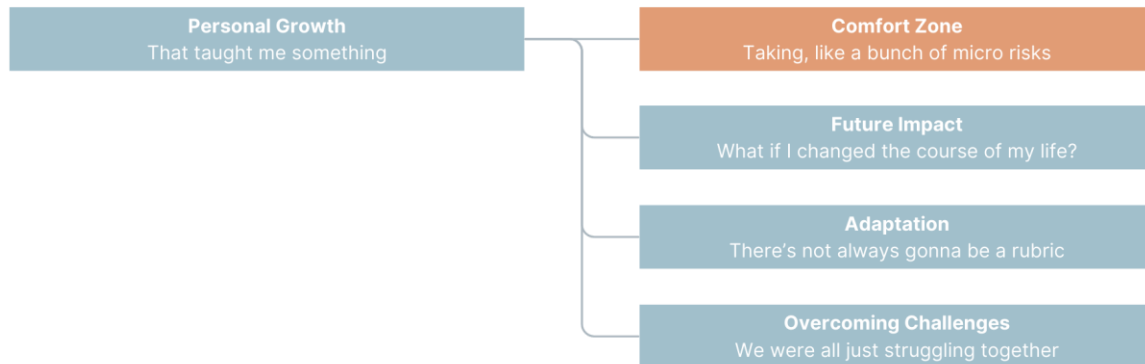 Personal Growth
That taught me something
Comfort Zone
Taking, like a bunch of micro risks
Future Impact
What if I changed the course of my life?
Adaptation
There's not always gonna be a rubric
Overcoming Challenges
We were all just struggling together